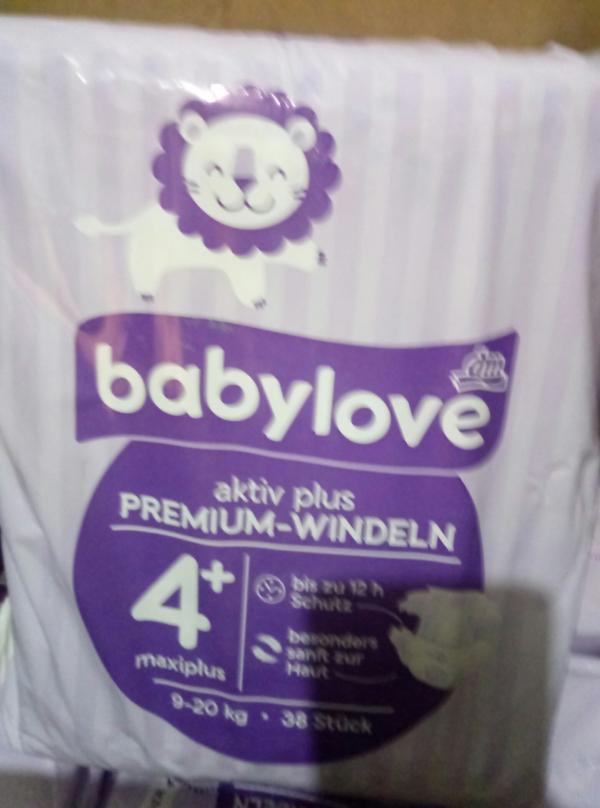 babylove
dm
aktiv plus
PREMIUM-WINDELN
4+
maxiplus
bis zu 12 h
Schutz
besonders
sanft zur
Haut
9-20 kg • 38 Stück